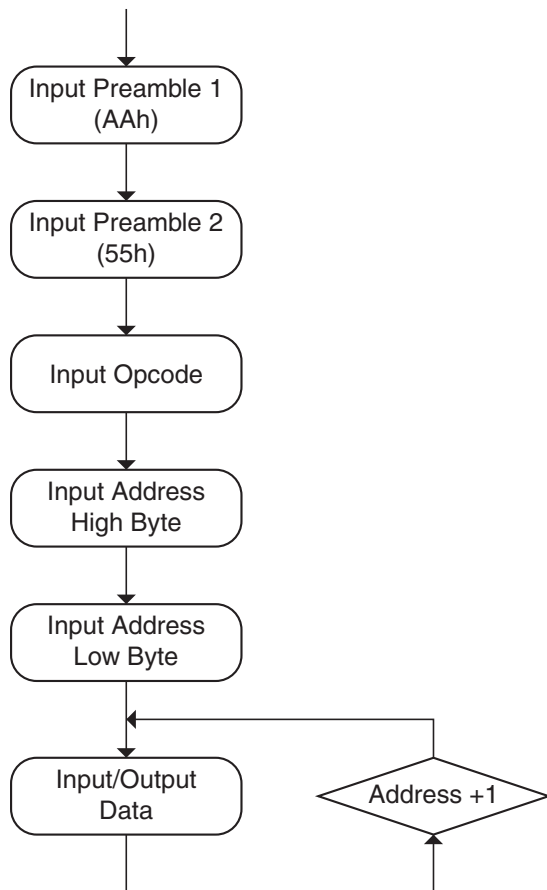 Input Preamble 1
(AAh)
Input Preamble 2
(55h)
Input Opcode
Input Address
High Byte
Input Address
Low Byte
Input/Output
Data
Address +1